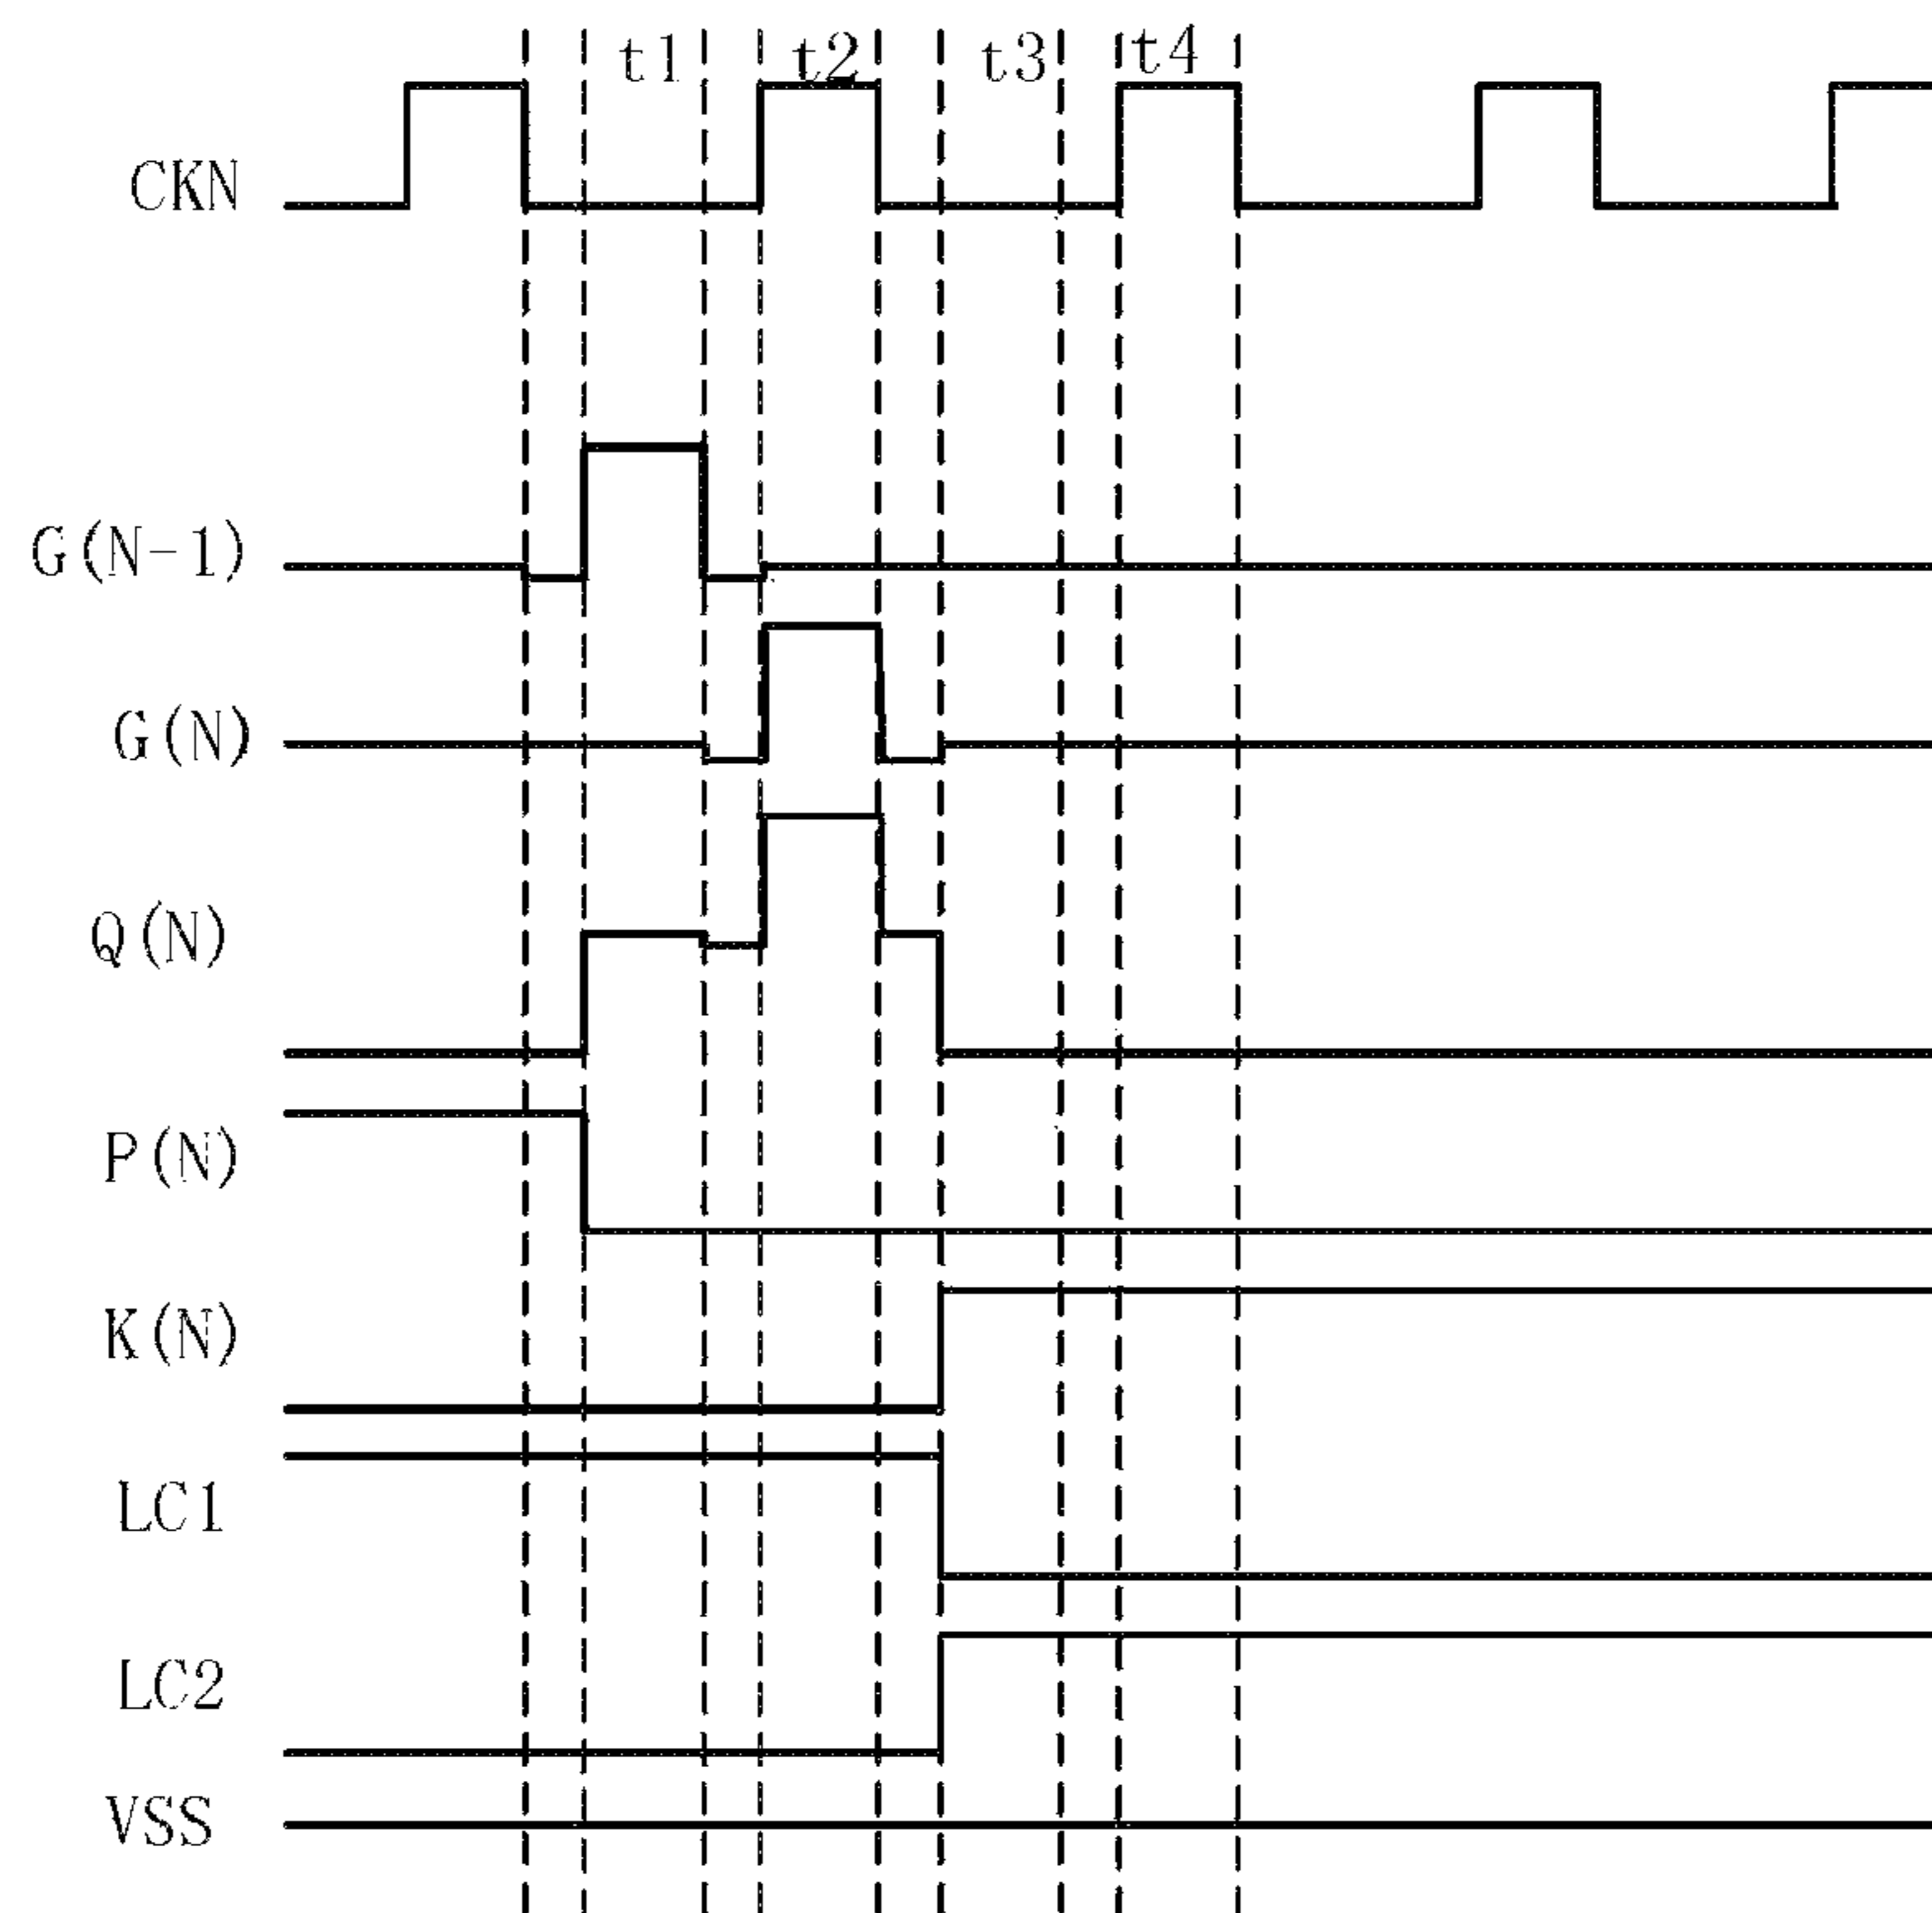 t1 t2 t3 t4
CKN
G(N-1)
G(N)
Q(N)
P(N)
K(N)
LC1
LC2
VSS